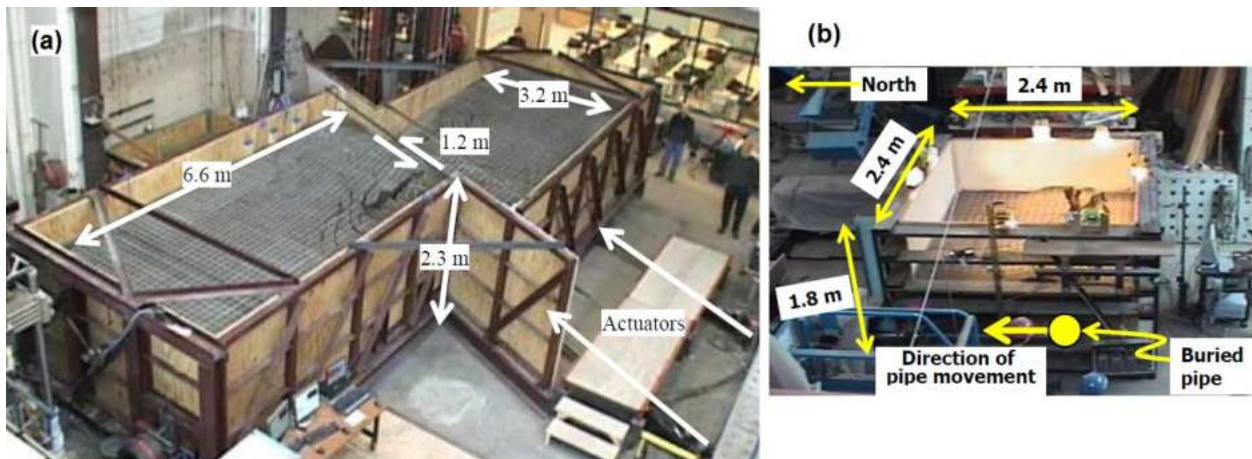 (a)
3.2 m
1.2 m
6.6 m
2.3 m
Actuators
(b)
North
2.4 m
2.4 m
1.8 m
Direction of
pipe movement
Buried
pipe